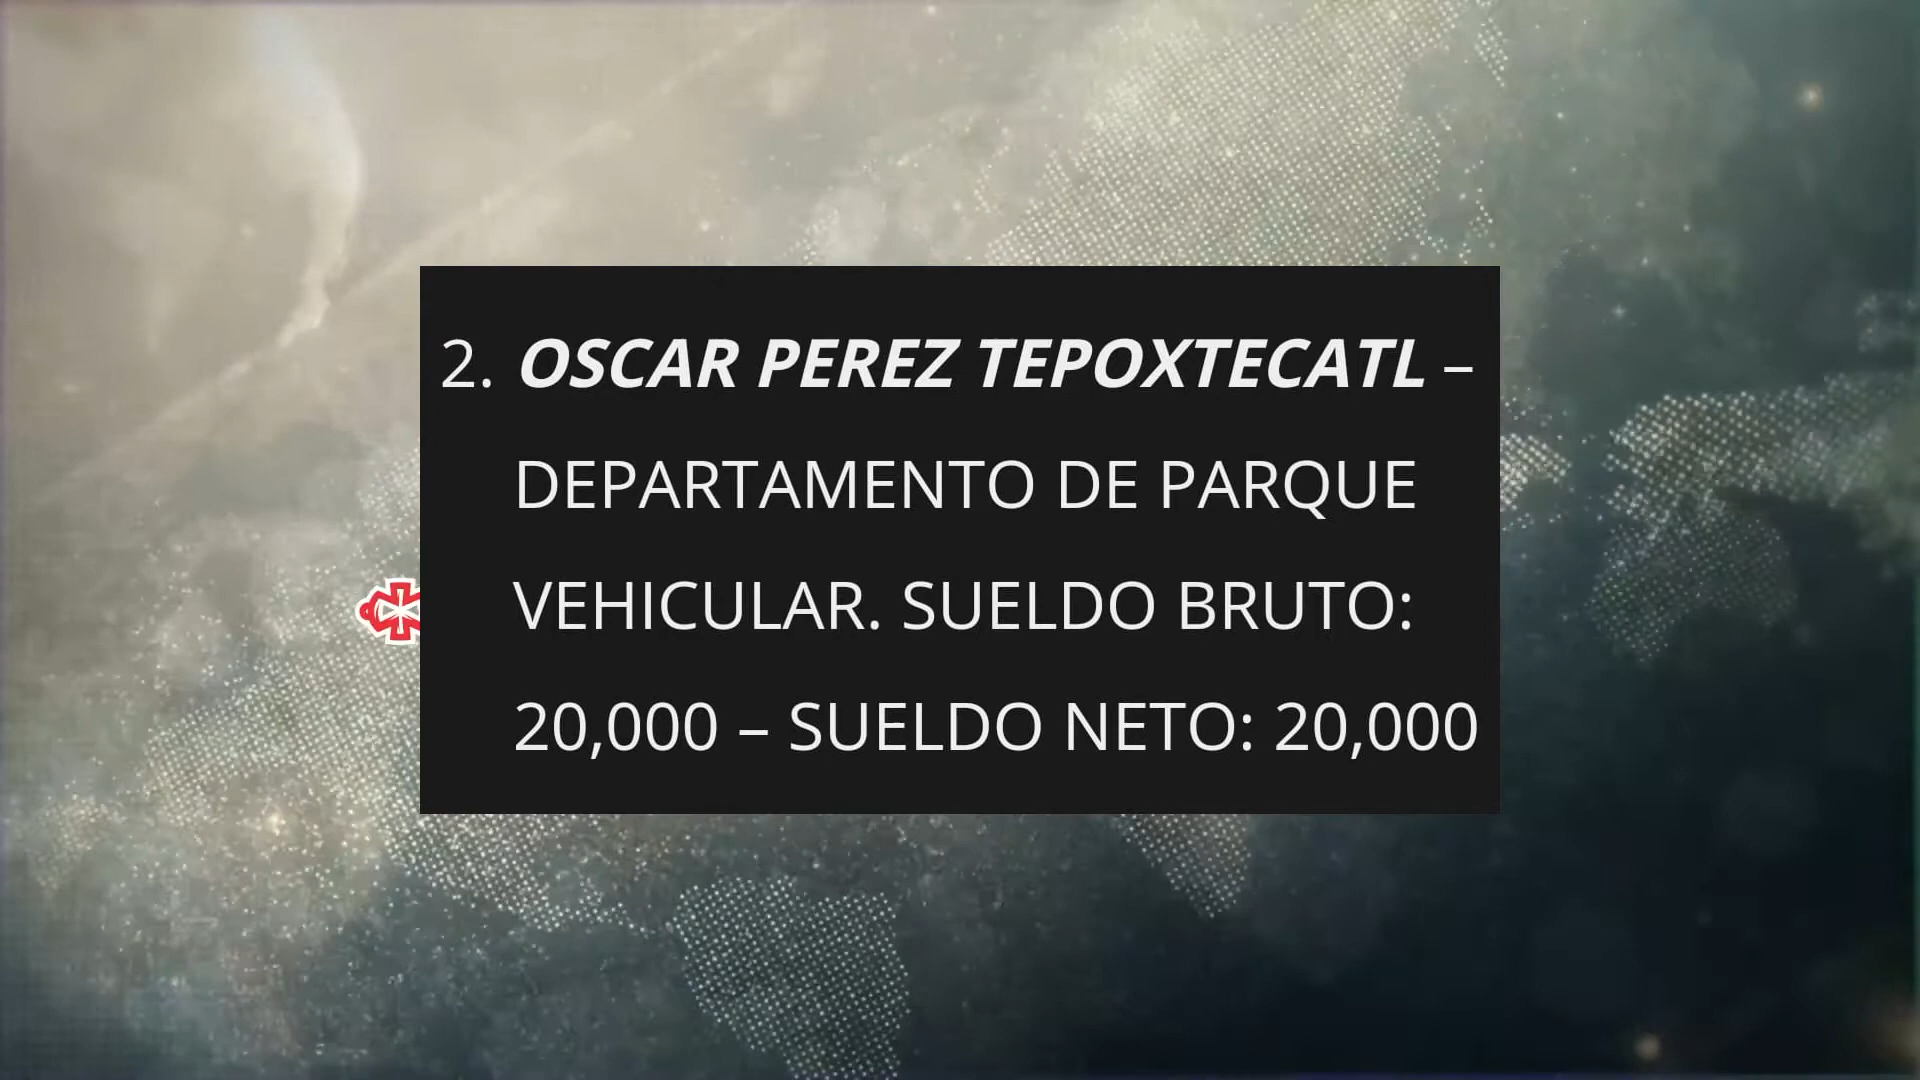 2. OSCAR PEREZ TEPOXTECATL –
DEPARTAMENTO DE PARQUE
VEHICULAR. SUELDO BRUTO:
20,000 – SUELDO NETO: 20,000